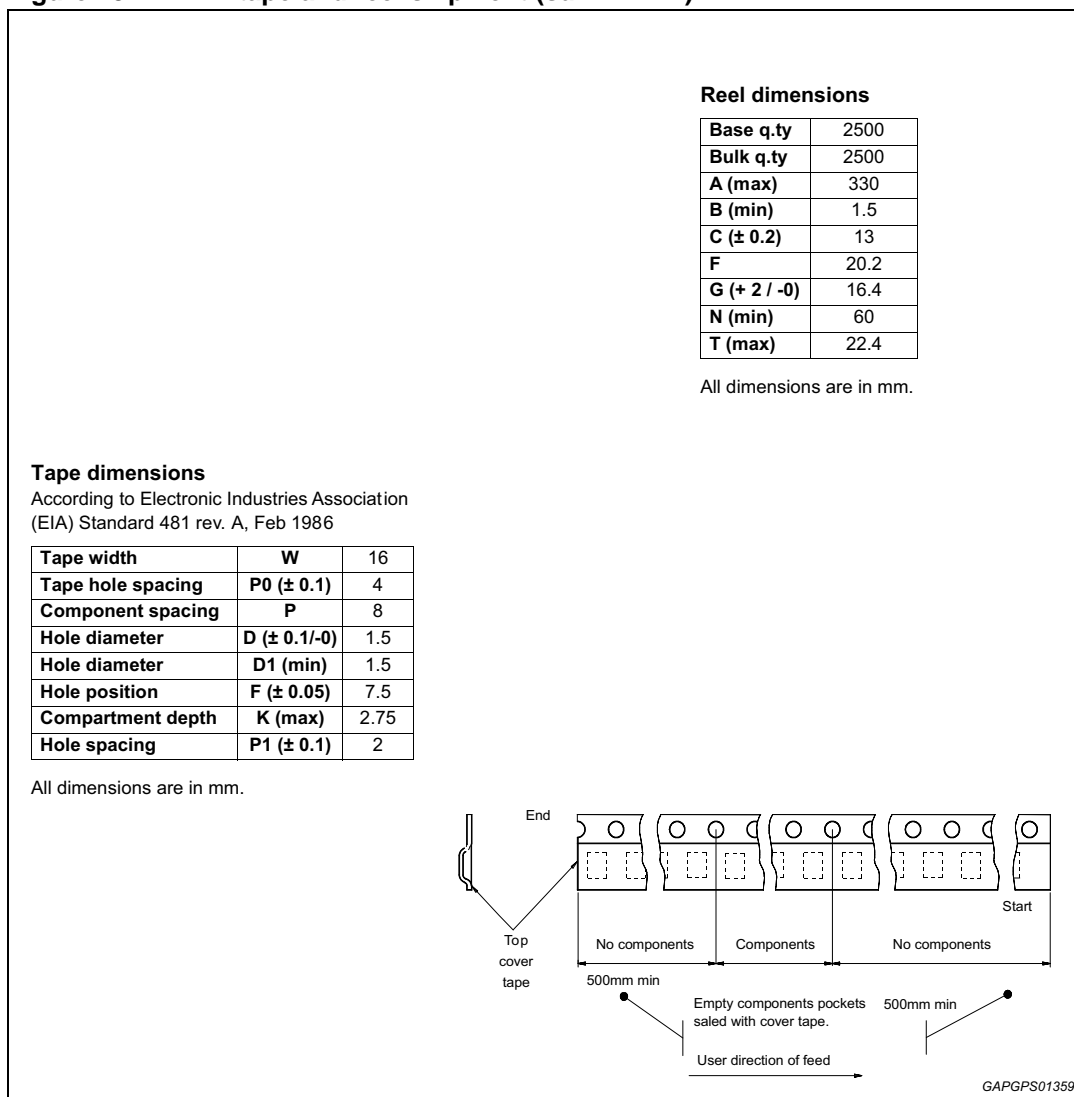 Reel dimensions
Base q.ty 2500
Bulk q.ty 2500
A (max) 330
B (min) 1.5
C (± 0.2) 13
F 20.2
G (+ 2 / -0) 16.4
N (min) 60
T (max) 22.4
All dimensions are in mm.
Tape dimensions
According to Electronic Industries Association
(EIA) Standard 481 rev. A, Feb 1986
Tape width W 16
Tape hole spacing P0 (± 0.1) 4
Component spacing P 8
Hole diameter D (± 0.1/-0) 1.5
Hole diameter D1 (min) 1.5
Hole position F (± 0.05) 7.5
Compartment depth K (max) 2.75
Hole spacing P1 (± 0.1) 2
All dimensions are in mm.
End
Start
Top
cover
tape
No components Components No components
500mm min
Empty components pockets
saled with cover tape.
500mm min
User direction of feed
GAPGPS01359